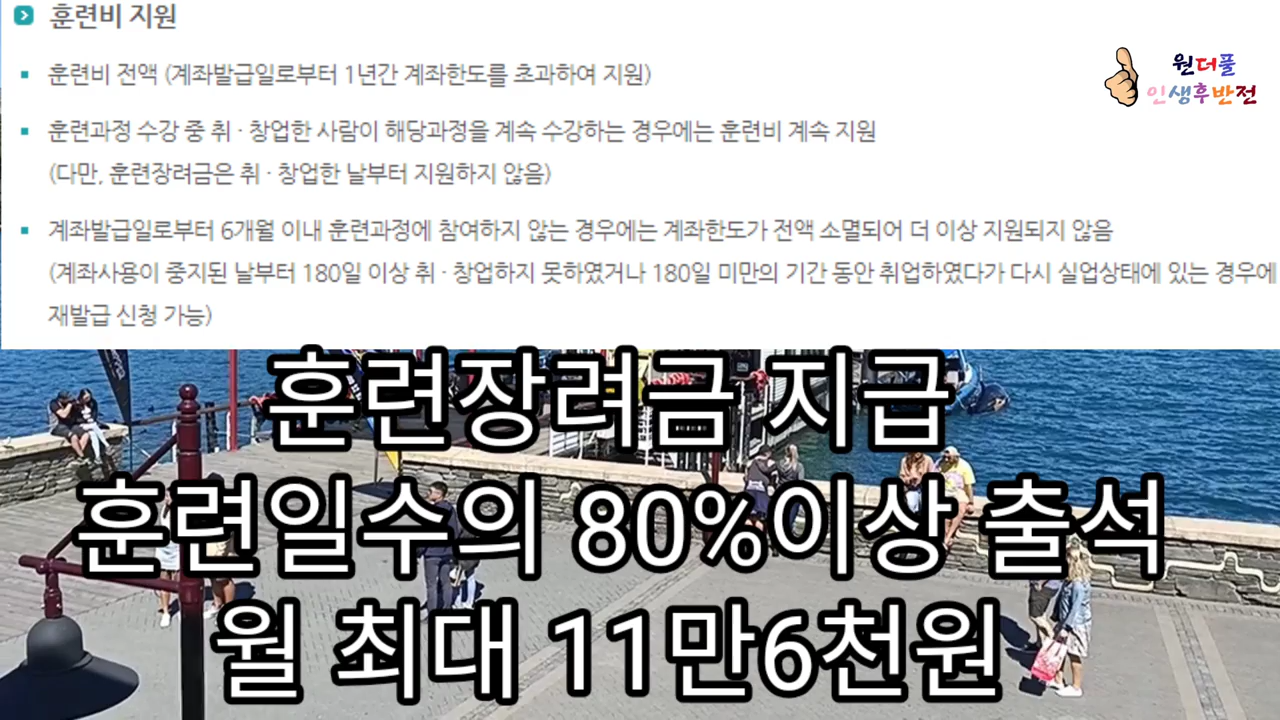 훈련비 지원
훈련비 전액 (계좌발급일로부터 1년간 계좌한도를 초과하여 지원)
원더풀
인생후반전
훈련과정 수강 중 취 · 창업한 사람이 해당과정을 계속 수강하는 경우에는 훈련비 계속 지원
(다만, 훈련장려금은 취 · 창업한 날부터 지원하지 않음)
계좌발급일로부터 6개월 이내 훈련과정에 참여하지 않는 경우에는 계좌한도가 전액 소멸되어 더 이상 지원되지 않음
(계좌사용이 중지된 날부터 180일 이상 취 · 창업하지 못하였거나 180일 미만의 기간 동안 취업하였다가 다시 실업상태에 있는 경우에
재발급 신청 가능)
훈련장려금 지급
훈련일수의 80%이상 출석
월 최대 11만6천원